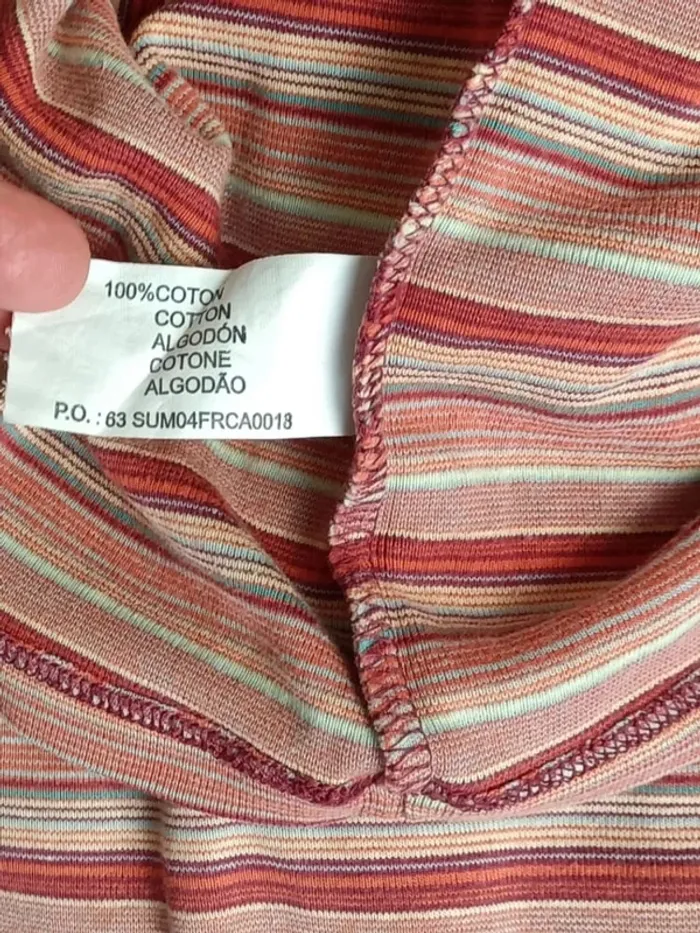 100%COTON
COTTON
ALGODÓN
COTONE
ALGODÃO
P.O. : 63 SUM04FRCA0018